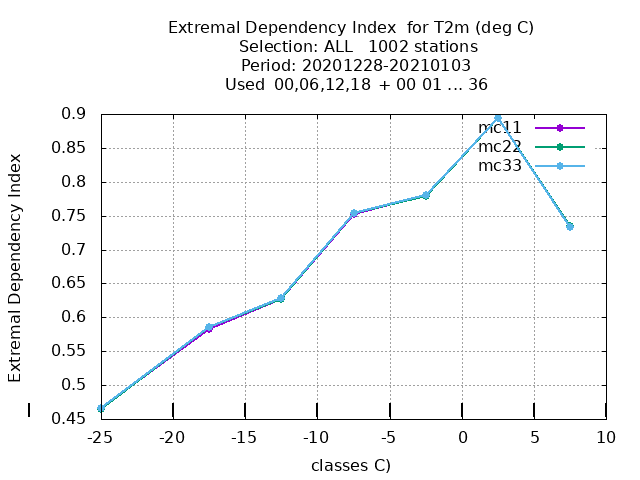 Extremal Dependency Index  for T2m (deg C)
Selection: ALL   1002 stations
Period: 20201228-20210103
Used  00,06,12,18  + 00 01 ... 36
Extremal Dependency Index
0.9
0.85
0.8
0.75
0.7
0.65
0.6
0.55
0.5
0.45
mc11
mc22
mc33
-25 -20 -15 -10 -5 0 5 10
classes C)